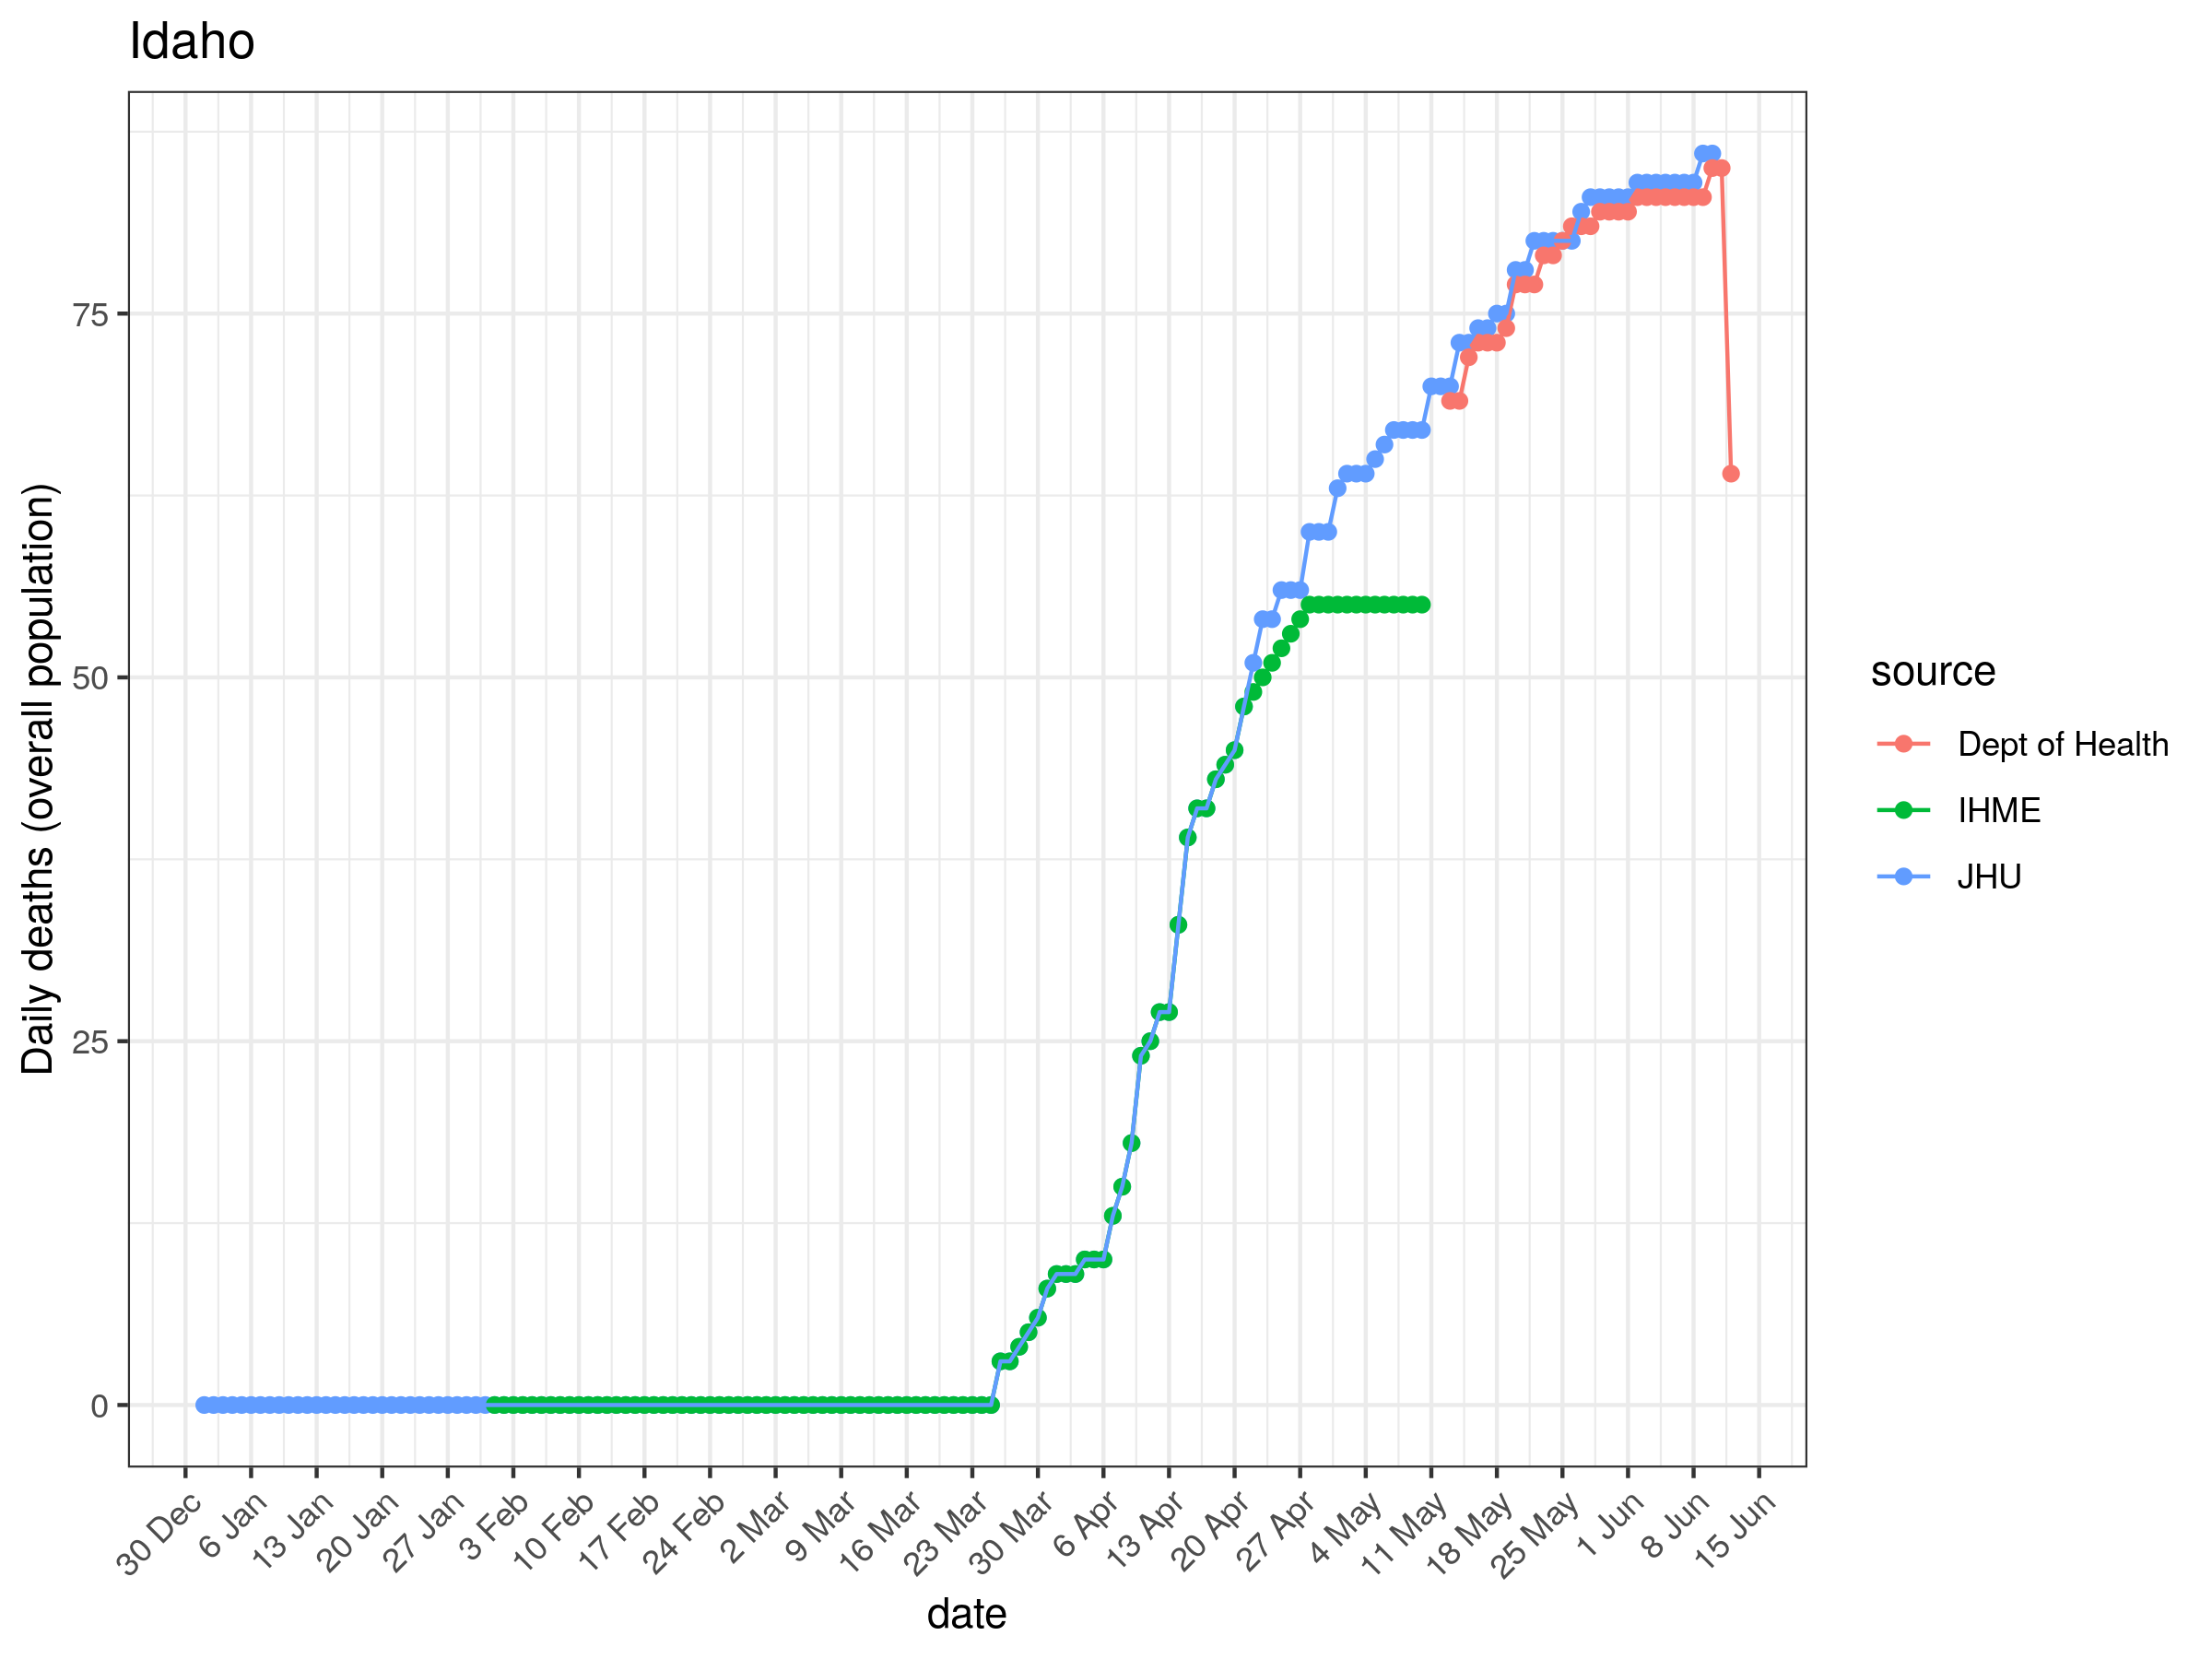 Idaho
Daily deaths (overall population)
75
50
25
0
30 Dec
6 Jan
13 Jan
20 Jan
27 Jan
3 Feb
10 Feb
17 Feb
24 Feb
2 Mar
9 Mar
16 Mar
23 Mar
30 Mar
6 Apr
13 Apr
20 Apr
27 Apr
4 May
11 May
18 May
25 May
1 Jun
8 Jun
15 Jun
date
source
Dept of Health
IHME
JHU